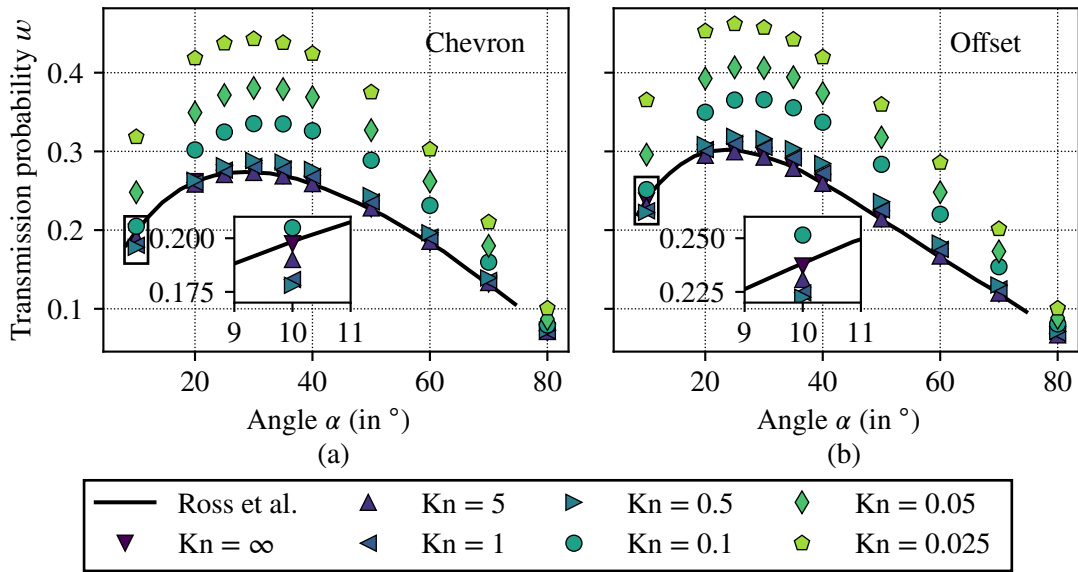 Transmission probability w
0.4
0.3
0.2
0.1
Chevron
0.200
0.175
9 10 11
20 40 60 80
Angle α (in °)
(a)
Offset
0.250
0.225
9 10 11
20 40 60 80
Angle α (in °)
(b)
Ross et al. Kn = 5 Kn = 0.5 Kn = 0.05
Kn = ∞ Kn = 1 Kn = 0.1 Kn = 0.025